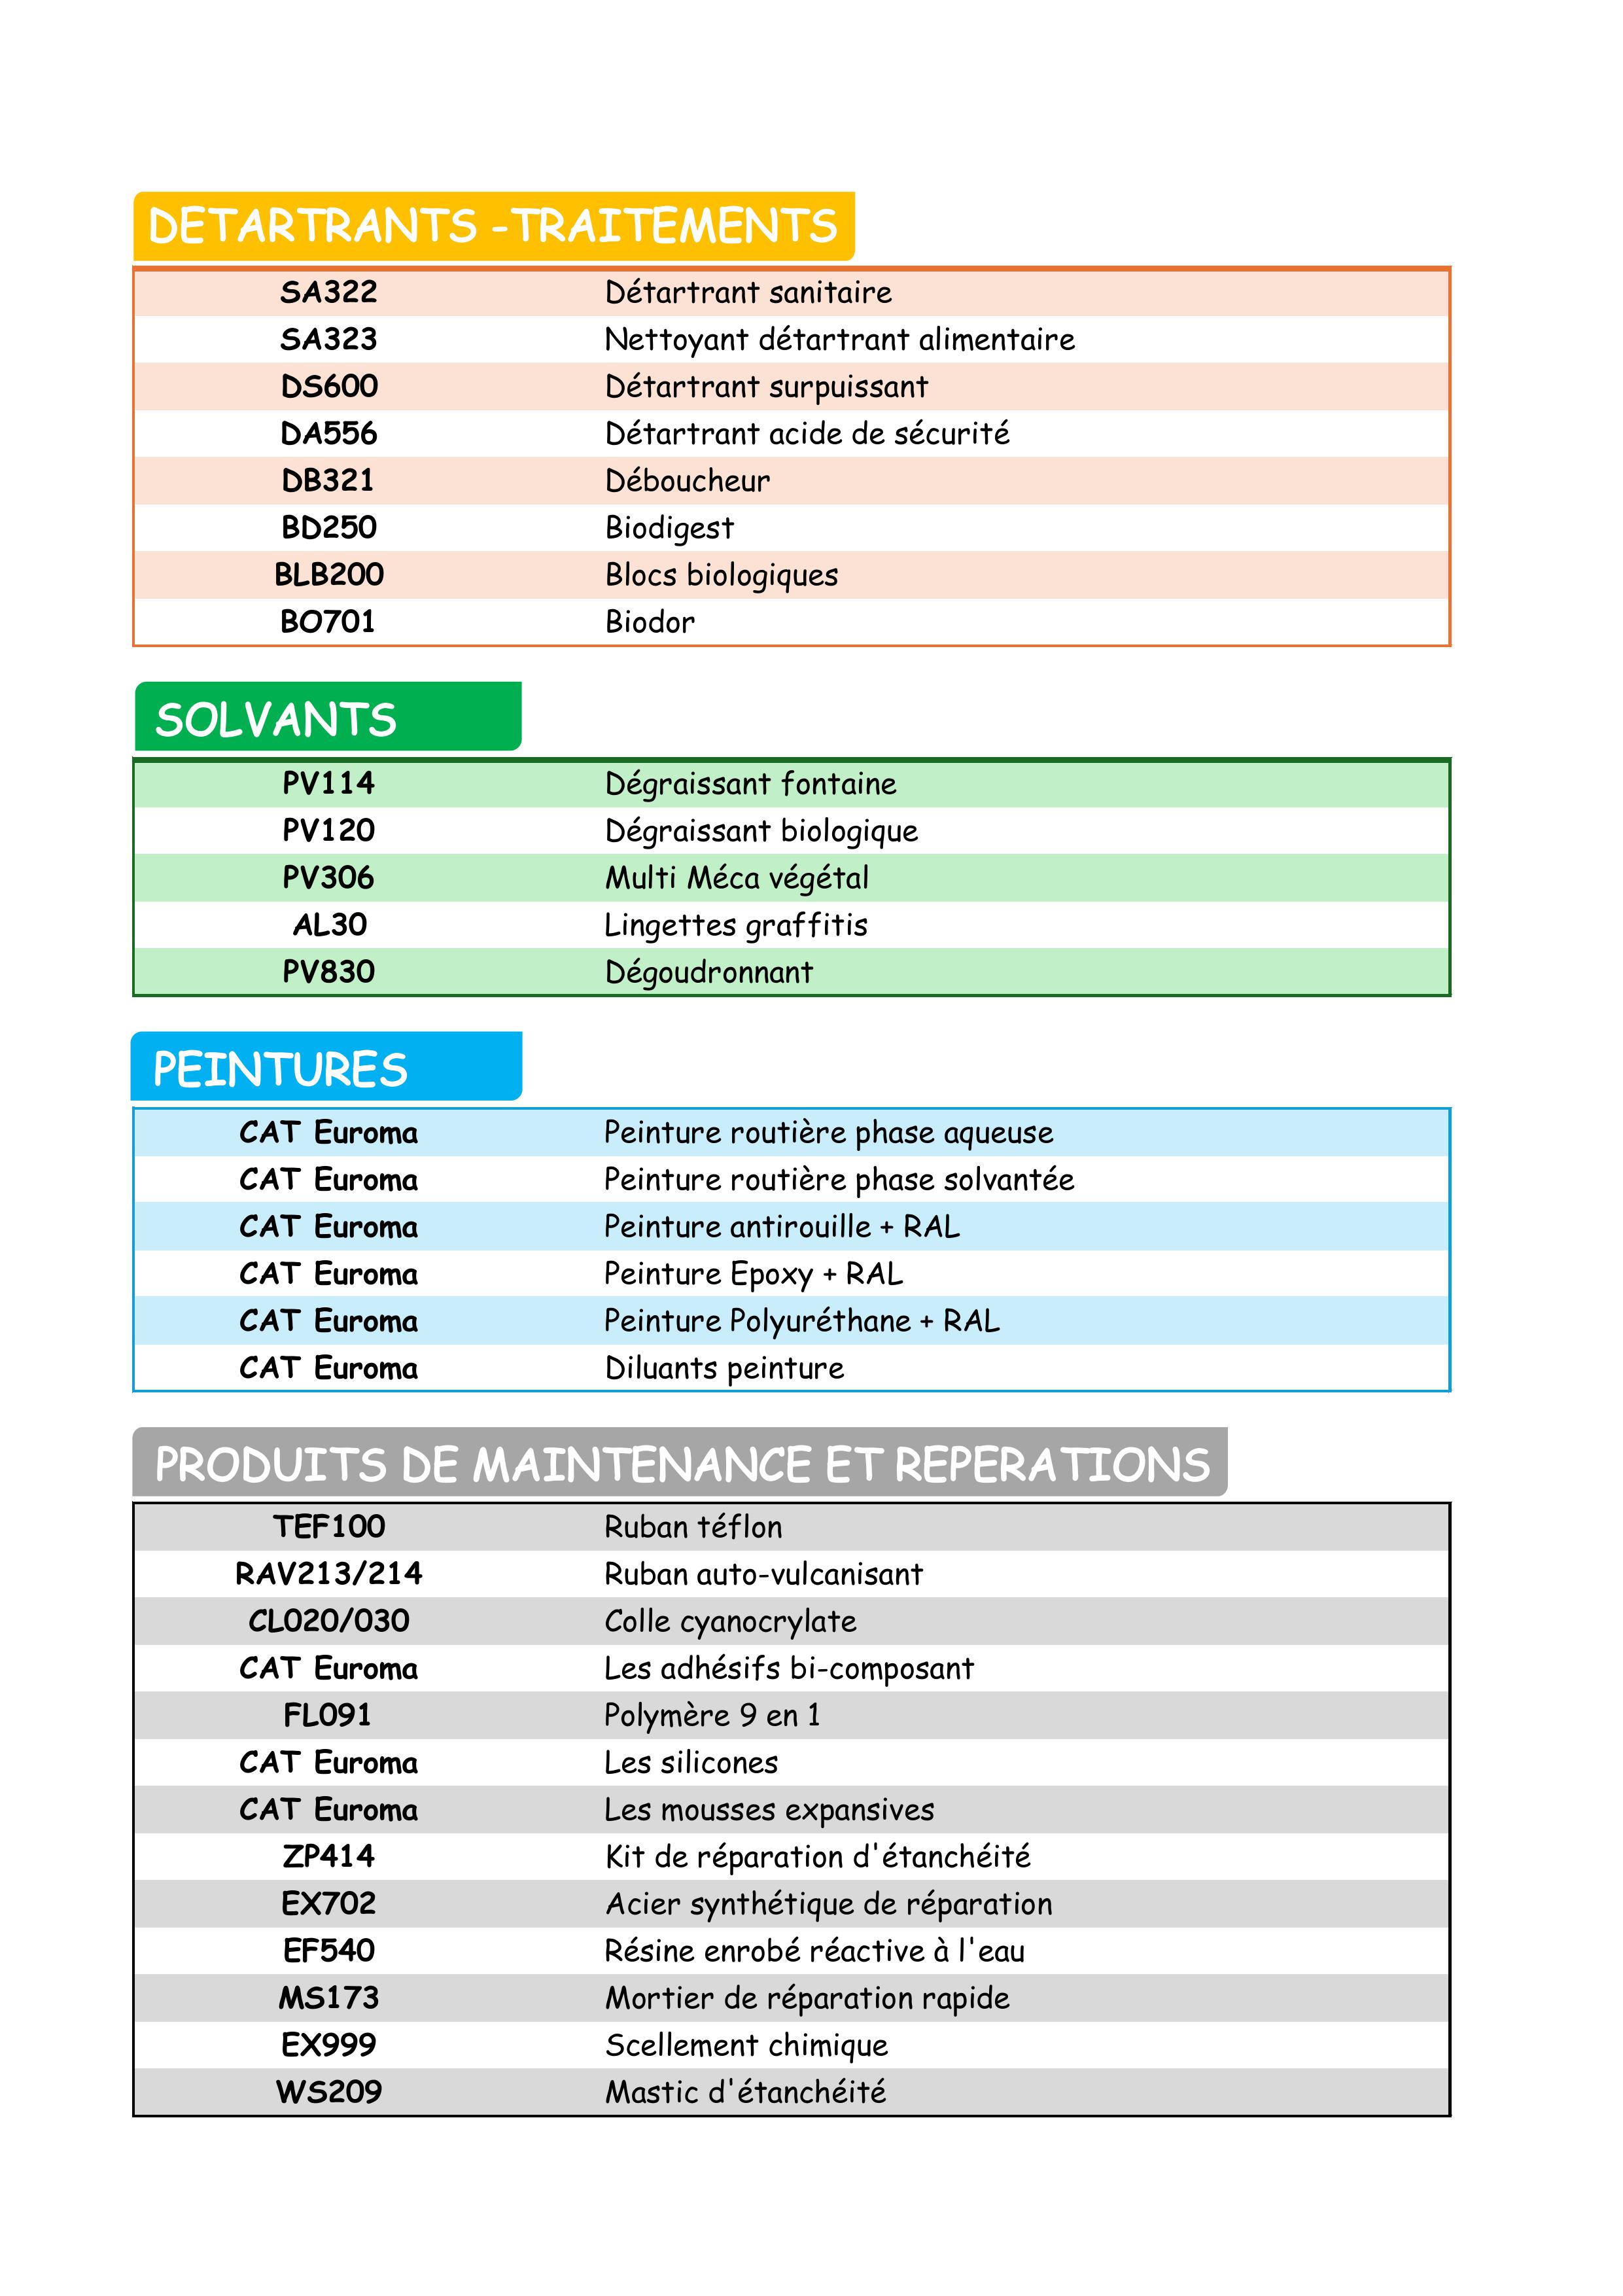 DETARTRANTS -TRAITEMENTS
SA322 Détartrant sanitaire
SA323 Nettoyant détartrant alimentaire
DS600 Détartrant surpuissant
DA556 Détartrant acide de sécurité
DB321 Déboucheur
BD250 Biodigest
BLB200 Blocs biologiques
BO701 Biodor
SOLVANTS
PV114 Dégraissant fontaine
PV120 Dégraissant biologique
PV306 Multi Méca végétal
AL30 Lingettes graffitis
PV830 Dégoudronnant
PEINTURES
CAT Euroma Peinture routière phase aqueuse
CAT Euroma Peinture routière phase solvantée
CAT Euroma Peinture antirouille + RAL
CAT Euroma Peinture Epoxy + RAL
CAT Euroma Peinture Polyuréthane + RAL
CAT Euroma Diluants peinture
PRODUITS DE MAINTENANCE ET REPERATIONS
TEF100 Ruban téflon
RAV213/214 Ruban auto-vulcanisant
CL020/030 Colle cyanocrylate
CAT Euroma Les adhésifs bi-composant
FL091 Polymère 9 en 1
CAT Euroma Les silicones
CAT Euroma Les mousses expansives
ZP414 Kit de réparation d'étanchéité
EX702 Acier synthétique de réparation
EF540 Résine enrobé réactive à l'eau
MS173 Mortier de réparation rapide
EX999 Scellement chimique
WS209 Mastic d'étanchéité